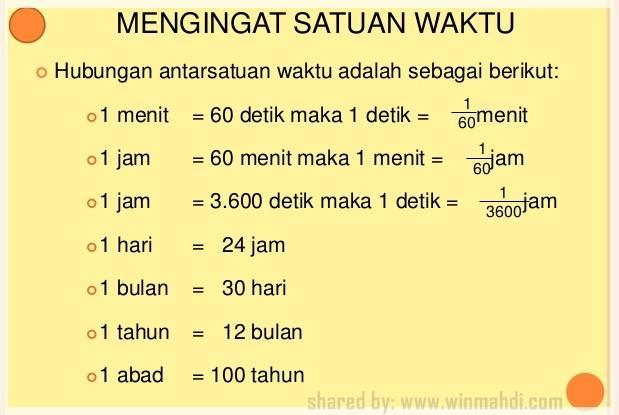 MENGINGAT SATUAN WAKTU
Hubungan antarsatuan waktu adalah sebagai berikut:
1 menit = 60 detik maka 1 detik = 1/60 menit
1 jam = 60 menit maka 1 menit = 1/60 jam
1 jam = 3.600 detik maka 1 detik = 1/3600 jam
1 hari = 24 jam
1 bulan = 30 hari
1 tahun = 12 bulan
1 abad = 100 tahun
shared by: www.winmahdi.com